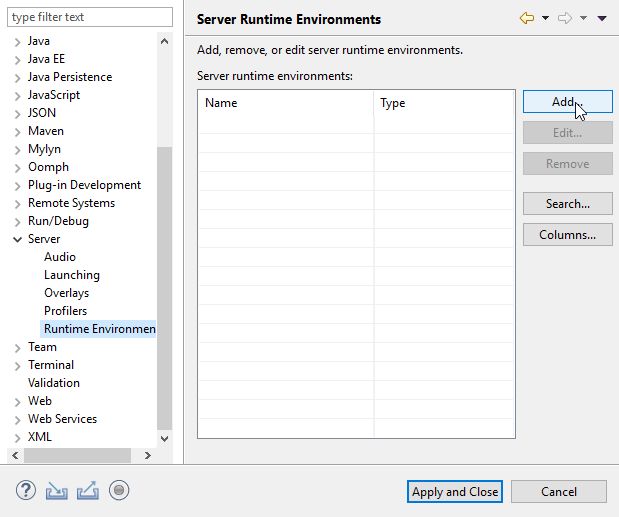 type filter text
Java
Java EE
Java Persistence
JavaScript
JSON
Maven
Mylyn
Oomph
Plug-in Development
Remote Systems
Run/Debug
Server
Audio
Launching
Overlays
Profilers
Runtime Environmen
Team
Terminal
Validation
Web
Web Services
XML
Server Runtime Environments
Add, remove, or edit server runtime environments.
Server runtime environments:
Name Type
Add...
Edit...
Remove
Search...
Columns...
?
Apply and Close Cancel